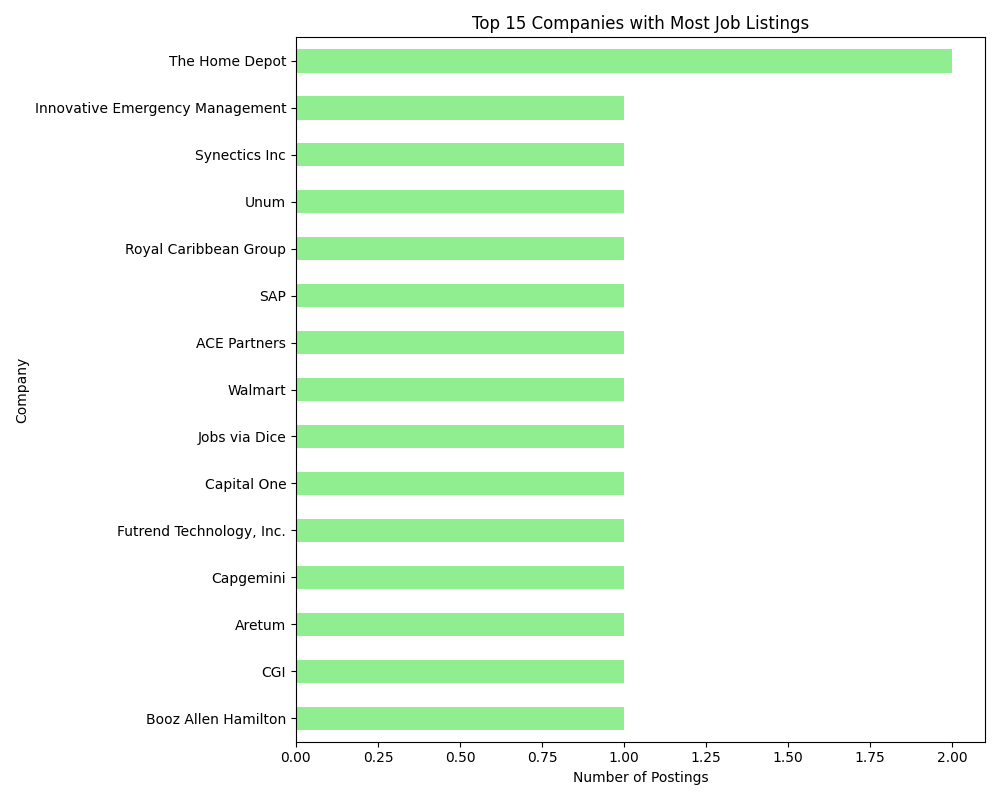 Top 15 Companies with Most Job Listings
Company
The Home Depot
Innovative Emergency Management
Synectics Inc
Unum
Royal Caribbean Group
SAP
ACE Partners
Walmart
Jobs via Dice
Capital One
Futrend Technology, Inc.
Capgemini
Aretum
CGI
Booz Allen Hamilton
0.00 0.25 0.50 0.75 1.00 1.25 1.50 1.75 2.00
Number of Postings